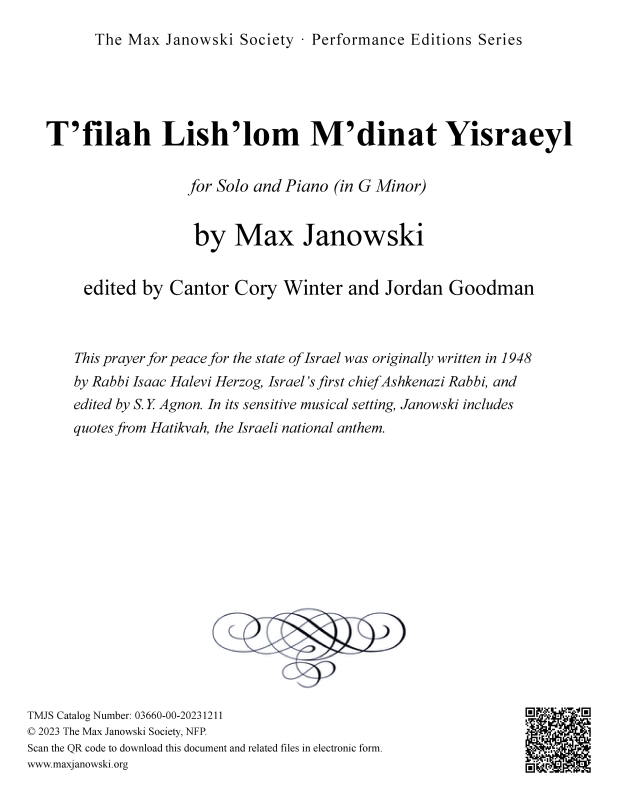 The Max Janowski Society · Performance Editions Series
T’filah Lish’lom M’dinat Yisraeyl
for Solo and Piano (in G Minor)
by Max Janowski
edited by Cantor Cory Winter and Jordan Goodman
This prayer for peace for the state of Israel was originally written in 1948
by Rabbi Isaac Halevi Herzog, Israel’s first chief Ashkenazi Rabbi, and
edited by S.Y. Agnon. In its sensitive musical setting, Janowski includes
quotes from Hatikvah, the Israeli national anthem.
TMJS Catalog Number: 03660-00-20231211
© 2023 The Max Janowski Society, NFP.
Scan the QR code to download this document and related files in electronic form.
www.maxjanowski.org